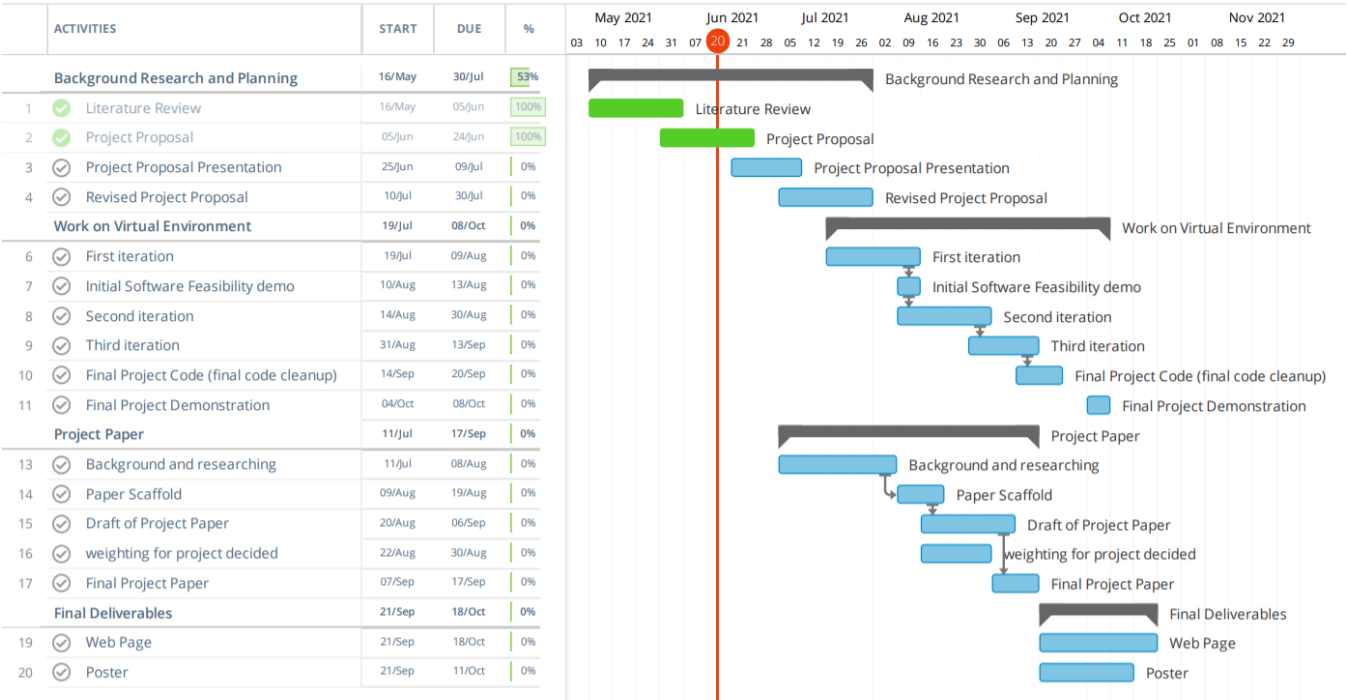 ACTIVITIES START DUE % May 2021 Jun 2021 Jul 2021 Aug 2021 Sep 2021 Oct 2021 Nov 2021
03 10 17 24 31 07 20 21 28 05 12 19 26 02 09 16 23 30 06 13 20 27 04 11 18 25 01 08 15 22 29
Background Research and Planning 16/May 30/Jul 53% Background Research and Planning
1 Literature Review 16/May 05/Jun 100% Literature Review
2 Project Proposal 05/Jun 24/Jun 100% Project Proposal
3 Project Proposal Presentation 25/Jun 09/Jul 0% Project Proposal Presentation
4 Revised Project Proposal 10/Jul 30/Jul 0% Revised Project Proposal
Work on Virtual Environment 19/Jul 08/Oct 0% Work on Virtual Environment
6 First iteration 19/Jul 09/Aug 0% First iteration
7 Initial Software Feasibility demo 10/Aug 13/Aug 0% Initial Software Feasibility demo
8 Second iteration 14/Aug 30/Aug 0% Second iteration
9 Third iteration 31/Aug 13/Sep 0% Third iteration
10 Final Project Code (final code cleanup) 14/Sep 20/Sep 0% Final Project Code (final code cleanup)
11 Final Project Demonstration 04/Oct 08/Oct 0% Final Project Demonstration
Project Paper 11/Jul 17/Sep 0% Project Paper
13 Background and researching 11/Jul 08/Aug 0% Background and researching
14 Paper Scaffold 09/Aug 19/Aug 0% Paper Scaffold
15 Draft of Project Paper 20/Aug 06/Sep 0% Draft of Project Paper
16 weighting for project decided 22/Aug 30/Aug 0% weighting for project decided
17 Final Project Paper 07/Sep 17/Sep 0% Final Project Paper
Final Deliverables 21/Sep 18/Oct 0% Final Deliverables
19 Web Page 21/Sep 18/Oct 0% Web Page
20 Poster 21/Sep 11/Oct 0% Poster